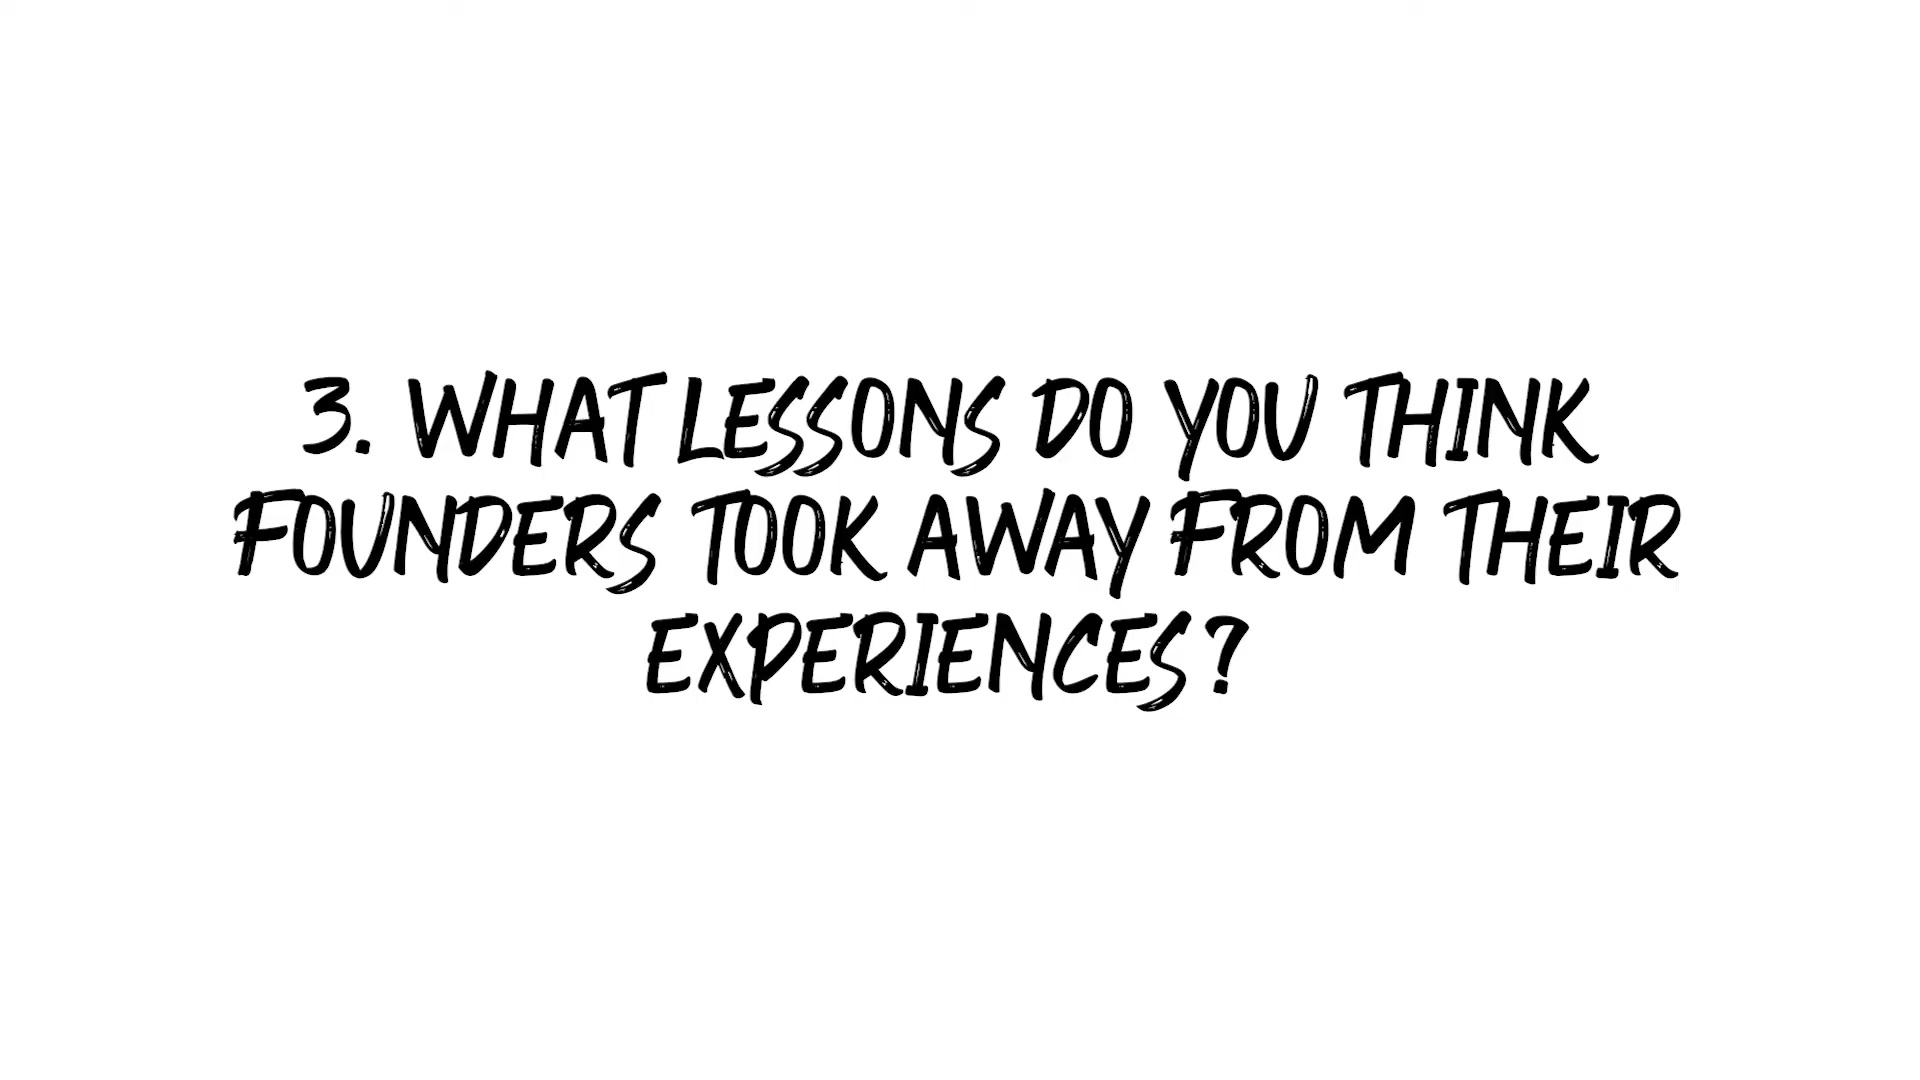 3. WHAT LESSONS DO YOU THINK
FOUNDERS TOOK AWAY FROM THEIR
EXPERIENCES?